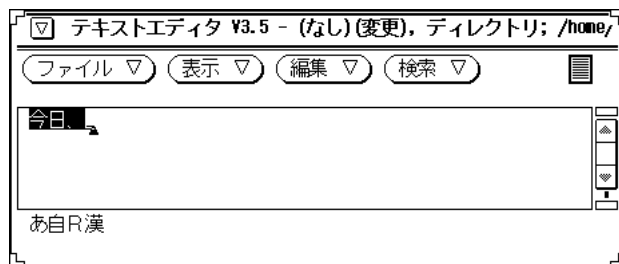 テキストエディタ V3.5 - (なし)(変更), ディレクトリ; /home/
ファイル ▽ 表示 ▽ 編集 ▽ 検索 ▽
今日、
あ自R漢